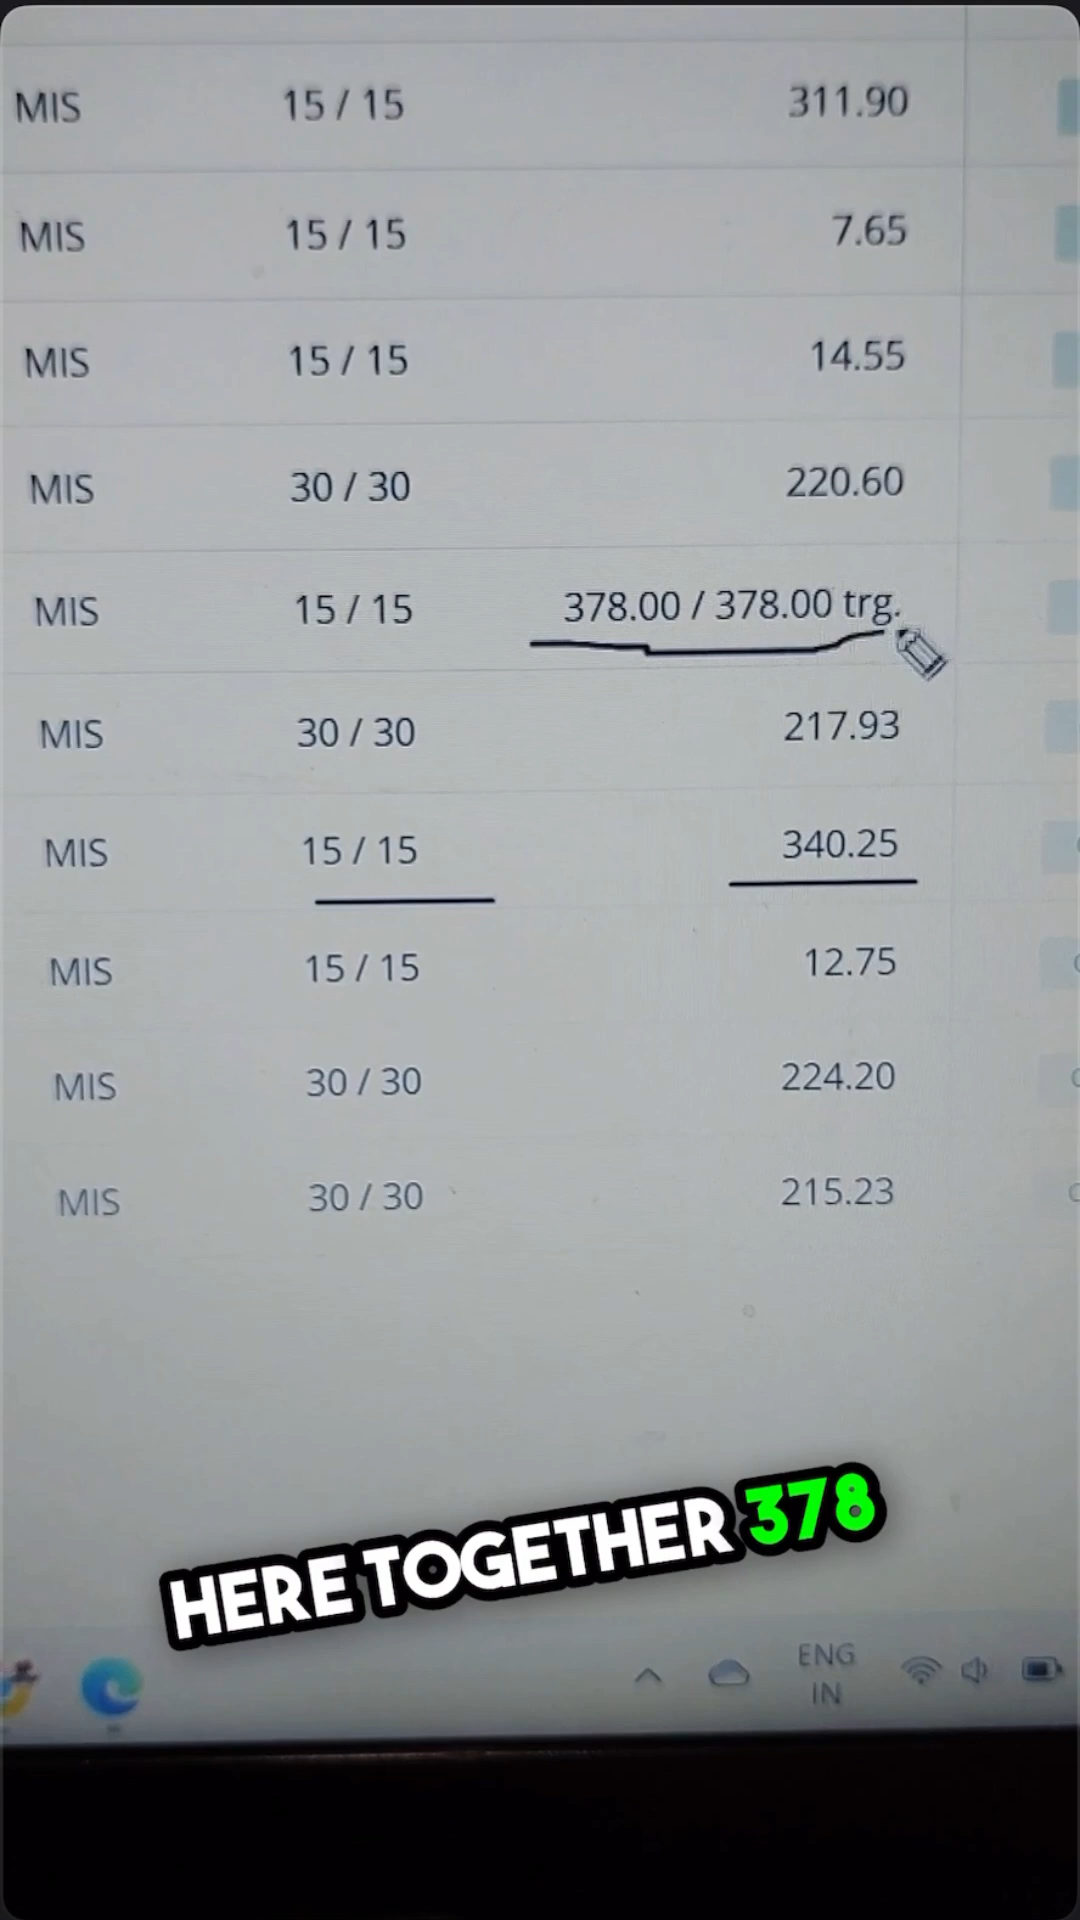 MIS 15 / 15 311.90
MIS 15 / 15 7.65
MIS 15 / 15 14.55
MIS 30 / 30 220.60
MIS 15 / 15 378.00 / 378.00 trg.
MIS 30 / 30 217.93
MIS 15 / 15 340.25
MIS 15 / 15 12.75
MIS 30 / 30 224.20
MIS 30 / 30 215.23
HERE TOGETHER 378
ENG
IN